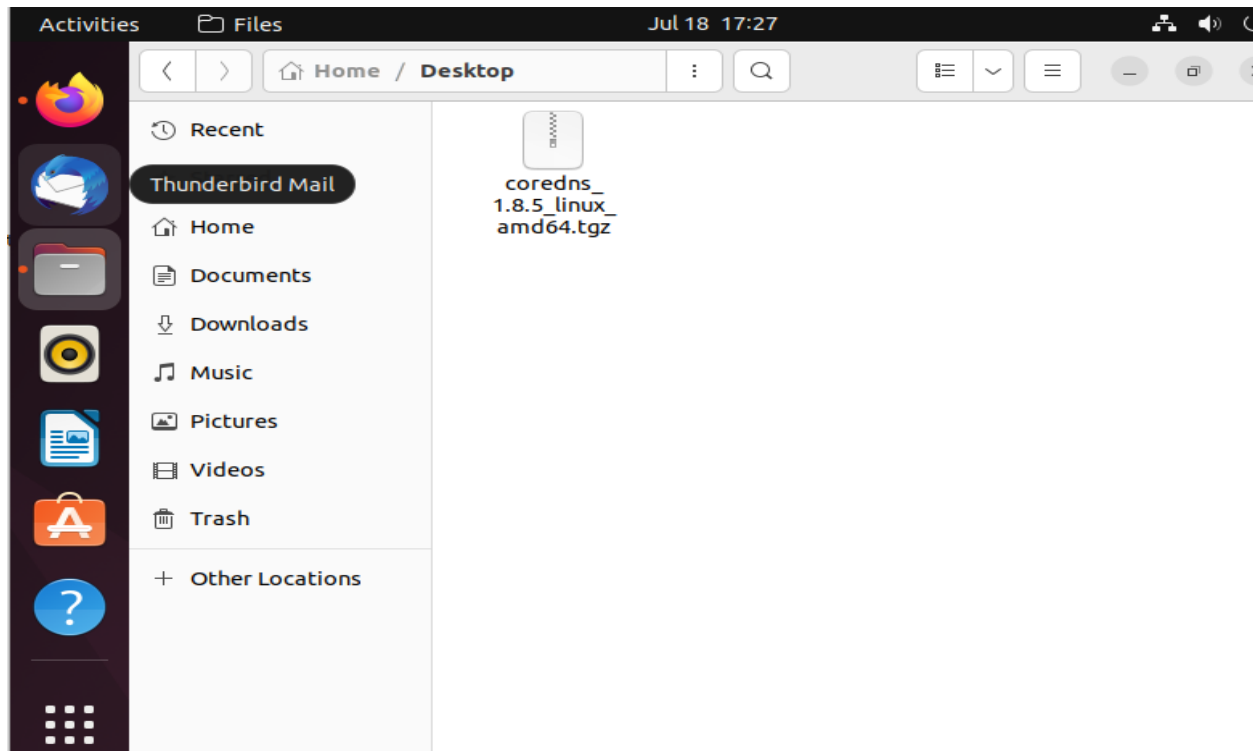 Activities Files Jul 18 17:27
Home / Desktop
Recent
Thunderbird Mail
Home
Documents
Downloads
Music
Pictures
Videos
Trash
+ Other Locations
coredns_
1.8.5_linux_
amd64.tgz